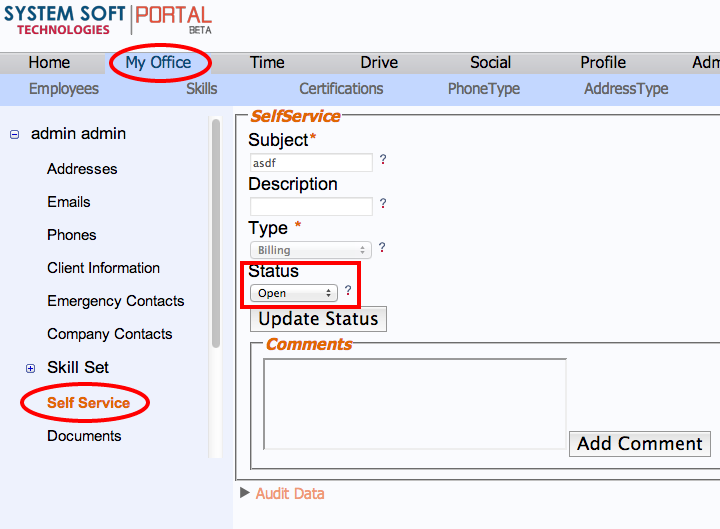 SYSTEM SOFT
TECHNOLOGIES
PORTAL
BETA
Home My Office Time Drive Social Profile Adm
Employees Skills Certifications PhoneType AddressType
admin admin
Addresses
Emails
Phones
Client Information
Emergency Contacts
Company Contacts
Skill Set
Self Service
Documents
SelfService
Subject*
asdf ?
Description
?
Type *
Billing ?
Status
Open ?
Update Status
Comments
Add Comment
Audit Data